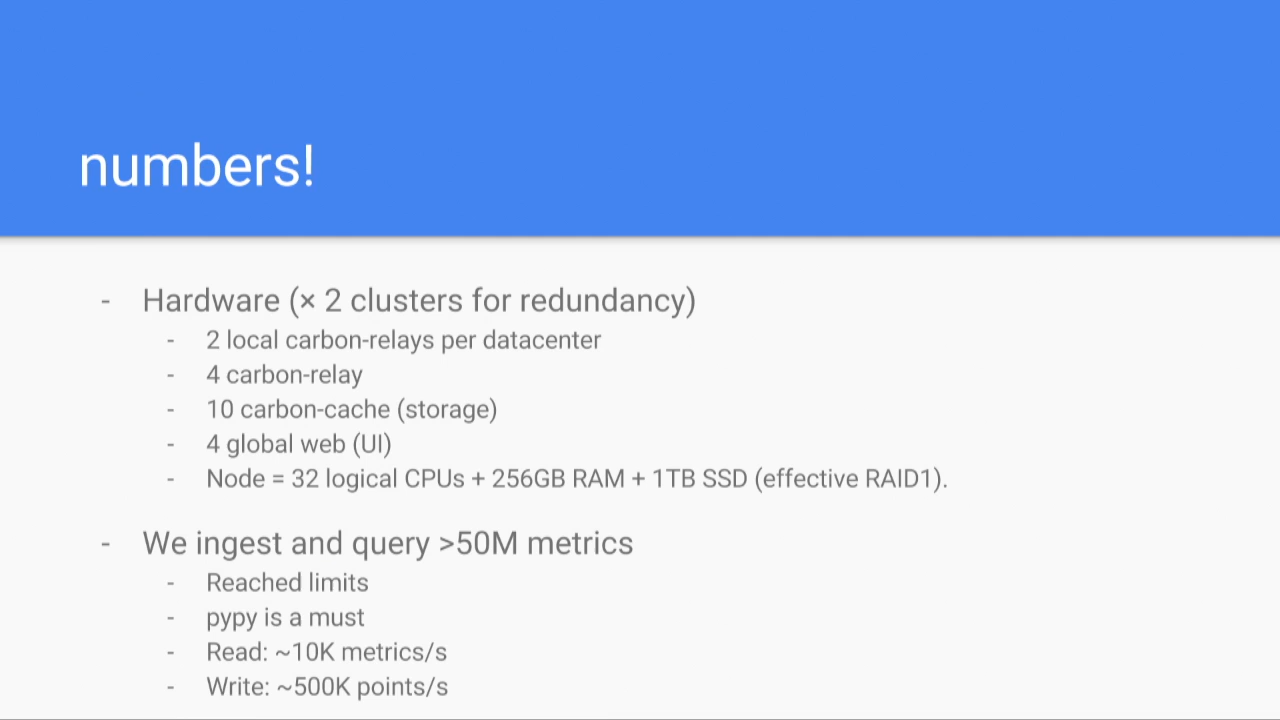 numbers!
- Hardware (× 2 clusters for redundancy)
- 2 local carbon-relays per datacenter
- 4 carbon-relay
- 10 carbon-cache (storage)
- 4 global web (UI)
- Node = 32 logical CPUs + 256GB RAM + 1TB SSD (effective RAID1).
- We ingest and query >50M metrics
- Reached limits
- pypy is a must
- Read: ~10K metrics/s
- Write: ~500K points/s